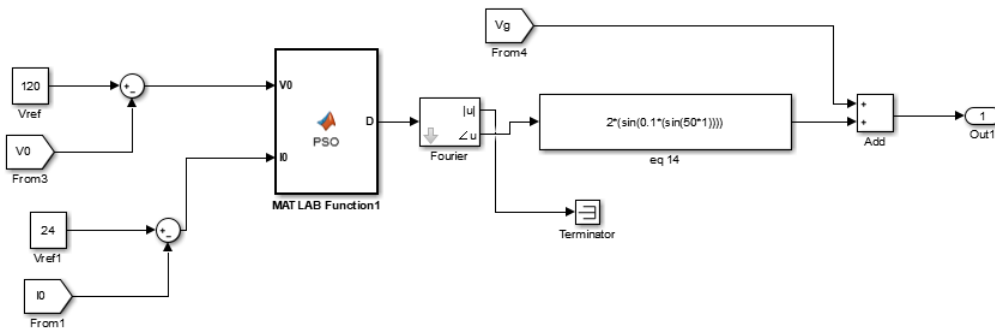 120
Vref
V0
From3
24
Vref1
I0
From1
V0
I0
PSO
D
MATLAB Function1
|u|
∠u
Fourier
Vg
From4
2*(sin(0.1*(sin(50*1))))
eq 14
Terminator
+
+
Add
1
Out1